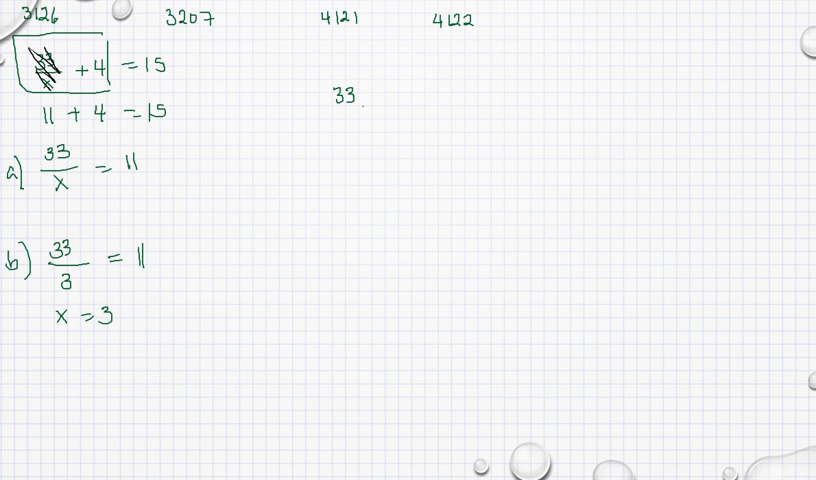 3126 3207 4121 4122
+ 4 = 15
33
11 + 4 = 15
a) 33/x = 11
b) 33/3 = 11
x = 3